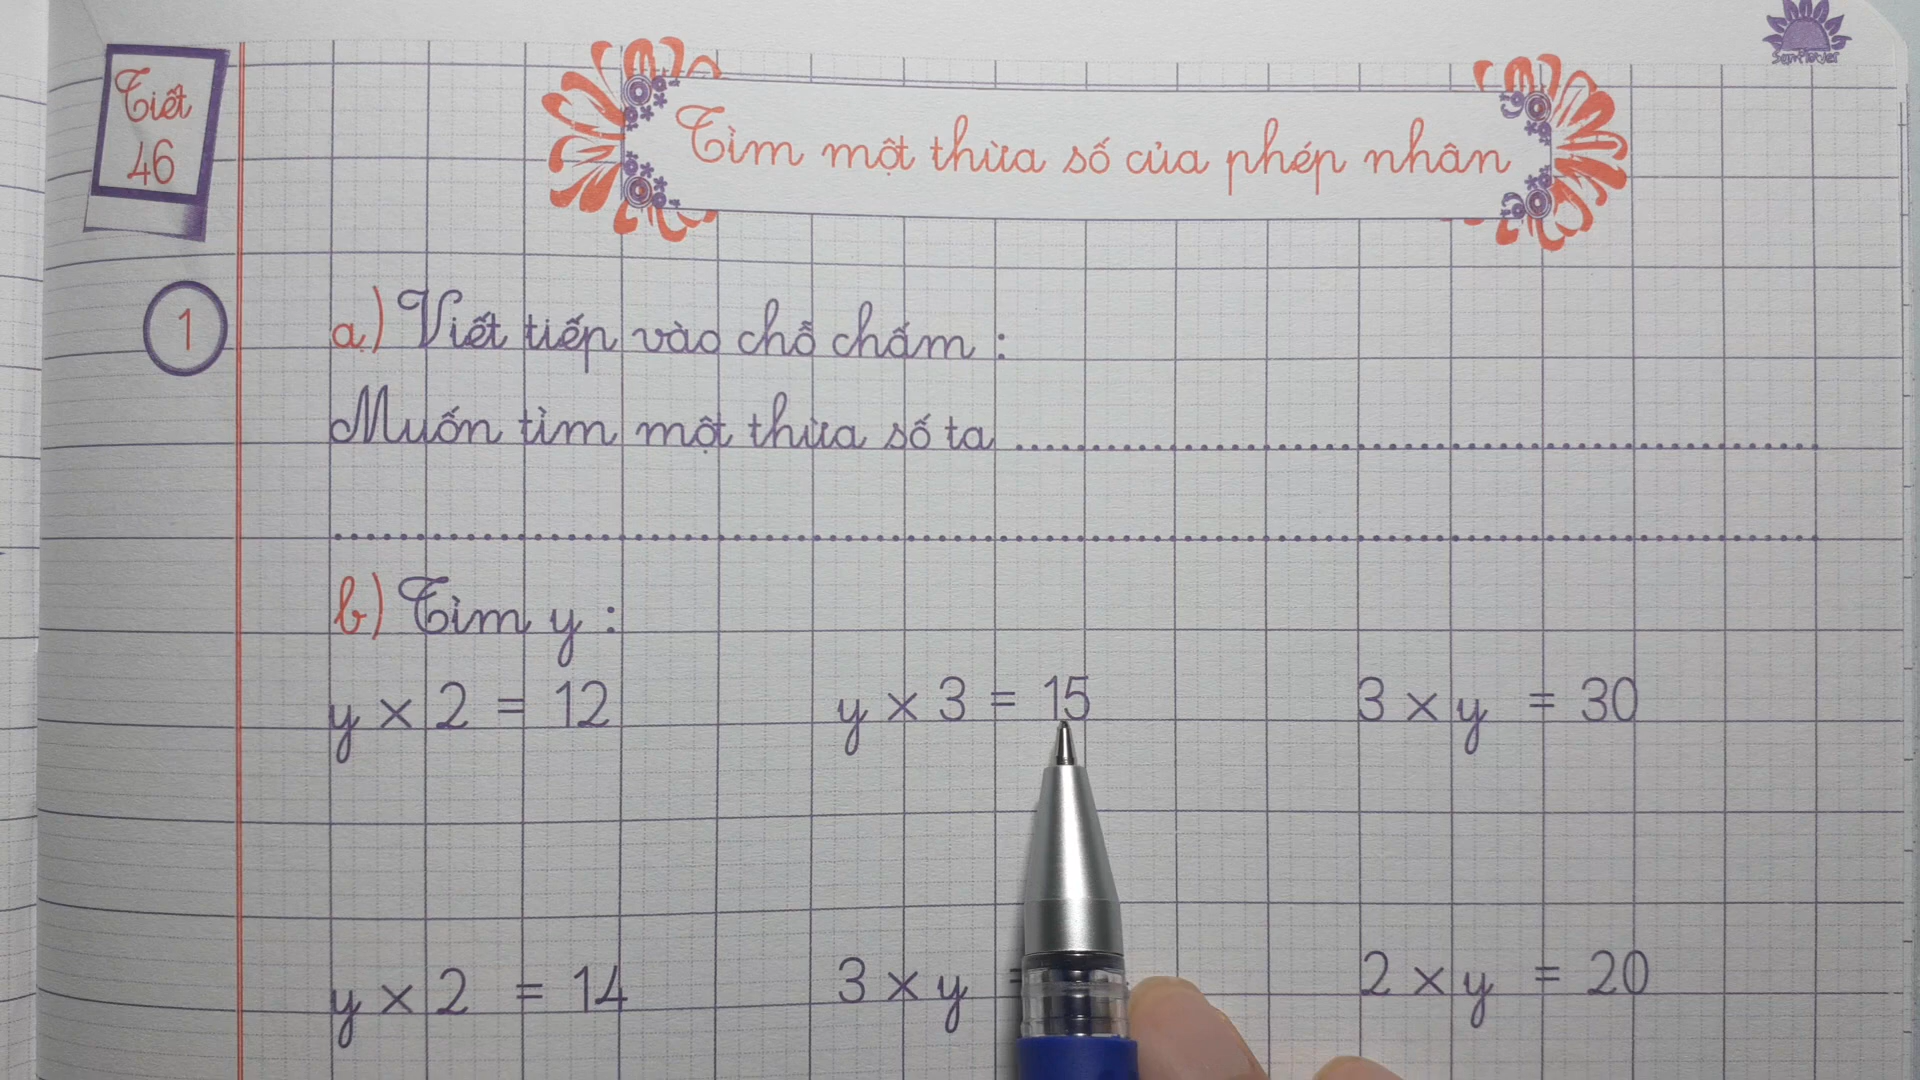 Tiết
46
Tìm một thừa số của phép nhân
1
a) Viết tiếp vào chỗ chấm :
Muốn tìm một thừa số ta ........................................
................................................................................
b) Tìm y :
y × 2 = 12
y × 3 = 15
3 × y = 30
y × 2 = 14
3 × y =
2 × y = 20